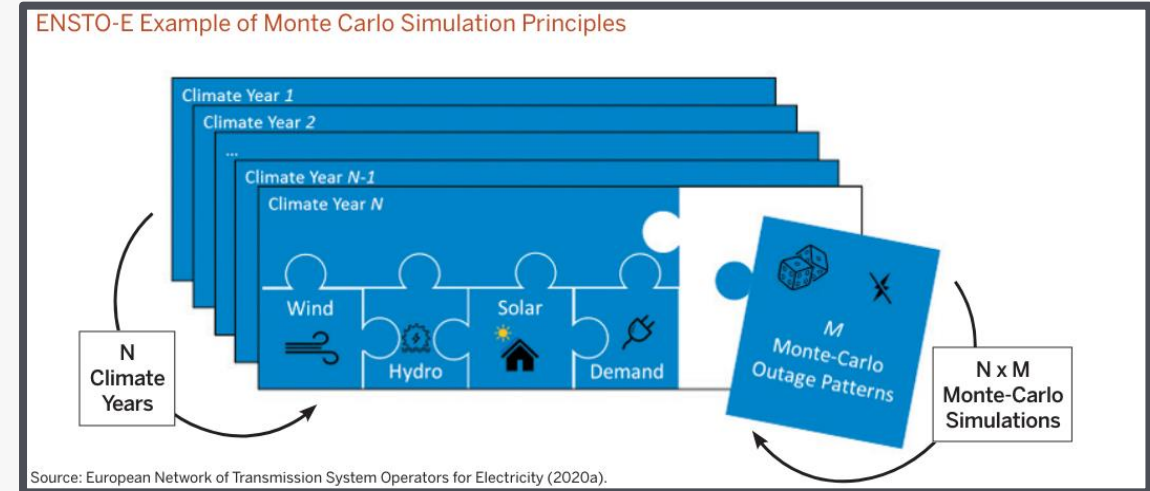 ENSTO-E Example of Monte Carlo Simulation Principles
Climate Year 1
Climate Year 2
...
Climate Year N-1
Climate Year N
Wind
Hydro
Solar
Demand
M
Monte-Carlo
Outage Patterns
N
Climate
Years
N x M
Monte-Carlo
Simulations
Source: European Network of Transmission System Operators for Electricity (2020a).